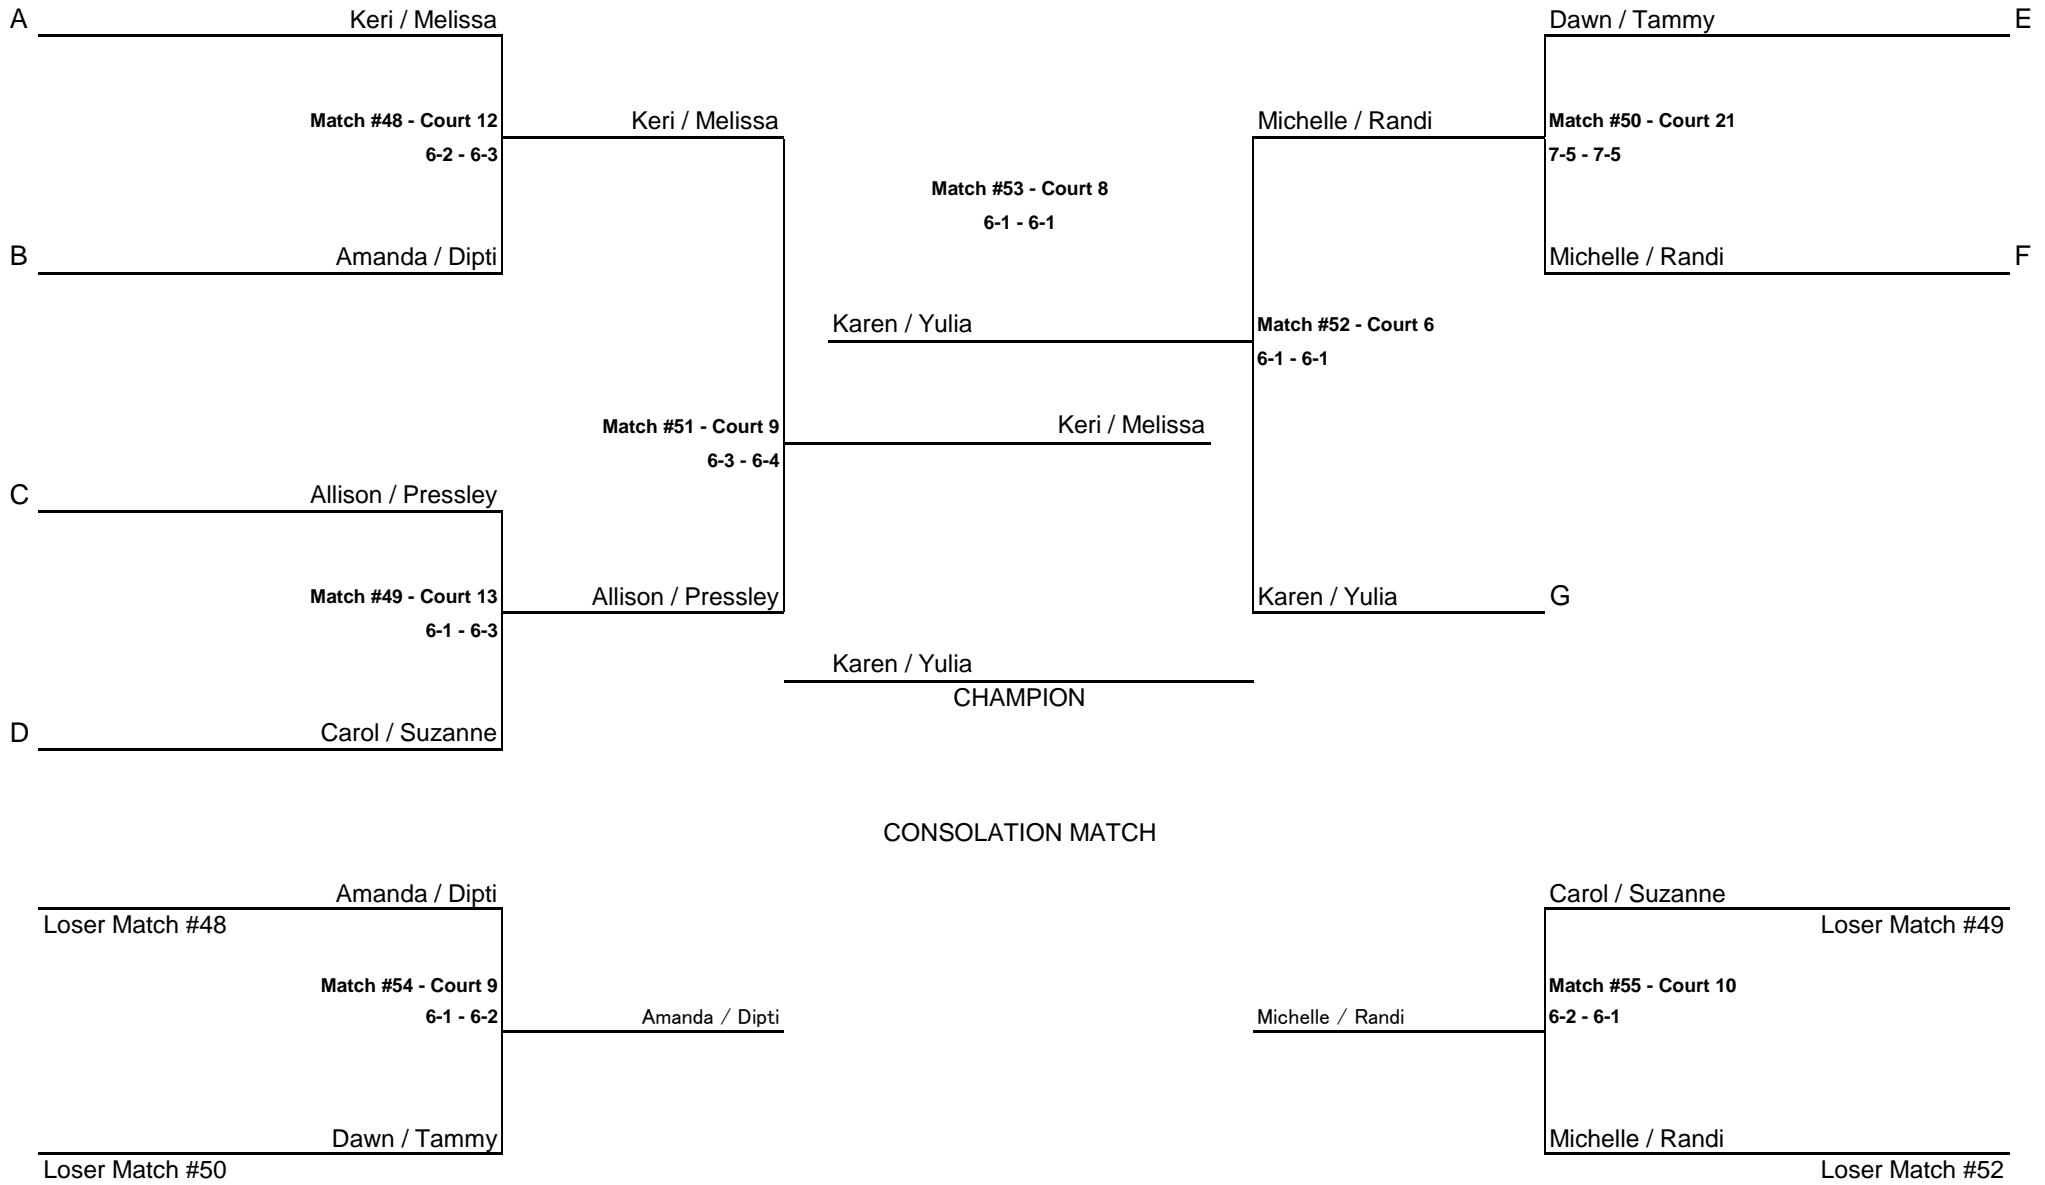 A Keri / Melissa Dawn / Tammy E
Match #48 - Court 12 Keri / Melissa Michelle / Randi Match #50 - Court 21
6-2 - 6-3 7-5 - 7-5
Match #53 - Court 8
6-1 - 6-1
B Amanda / Dipti Michelle / Randi F
Karen / Yulia Match #52 - Court 6
6-1 - 6-1
Match #51 - Court 9 Keri / Melissa
6-3 - 6-4
C Allison / Pressley
Match #49 - Court 13 Allison / Pressley Karen / Yulia G
6-1 - 6-3
Karen / Yulia
CHAMPION
D Carol / Suzanne
CONSOLATION MATCH
Amanda / Dipti Carol / Suzanne
Loser Match #48 Loser Match #49
Match #54 - Court 9 Match #55 - Court 10
6-1 - 6-2 Amanda / Dipti Michelle / Randi 6-2 - 6-1
Dawn / Tammy Michelle / Randi
Loser Match #50 Loser Match #52